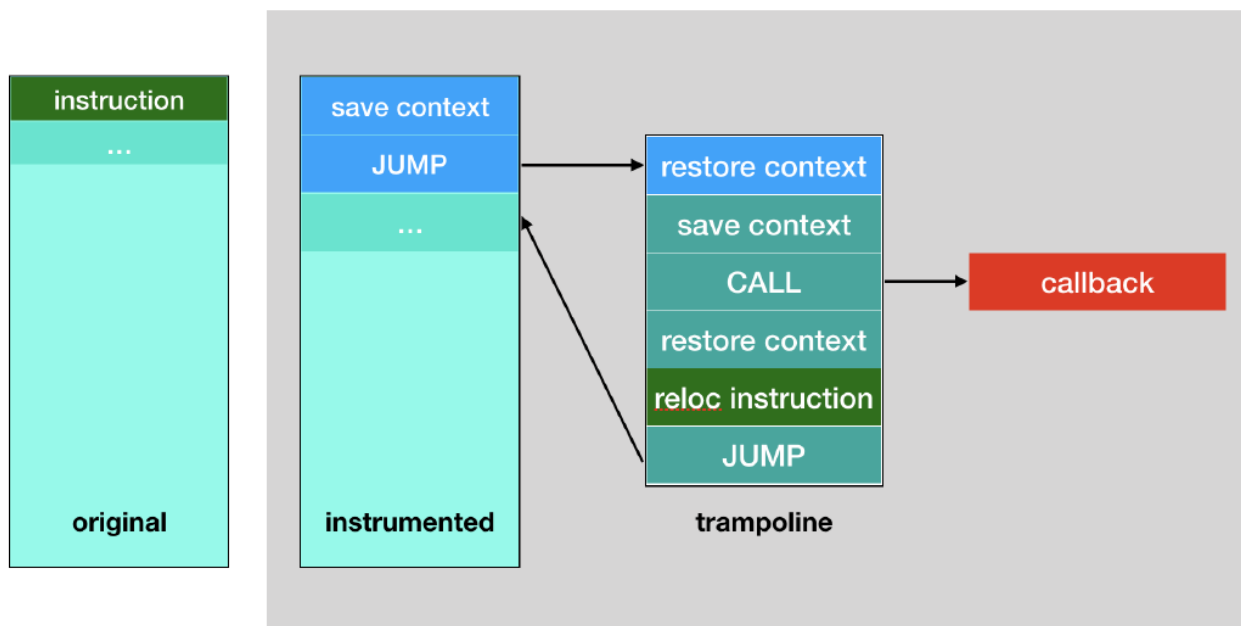 instruction
...
original
save context
JUMP
...
instrumented
restore context
save context
CALL
restore context
reloc instruction
JUMP
trampoline
callback